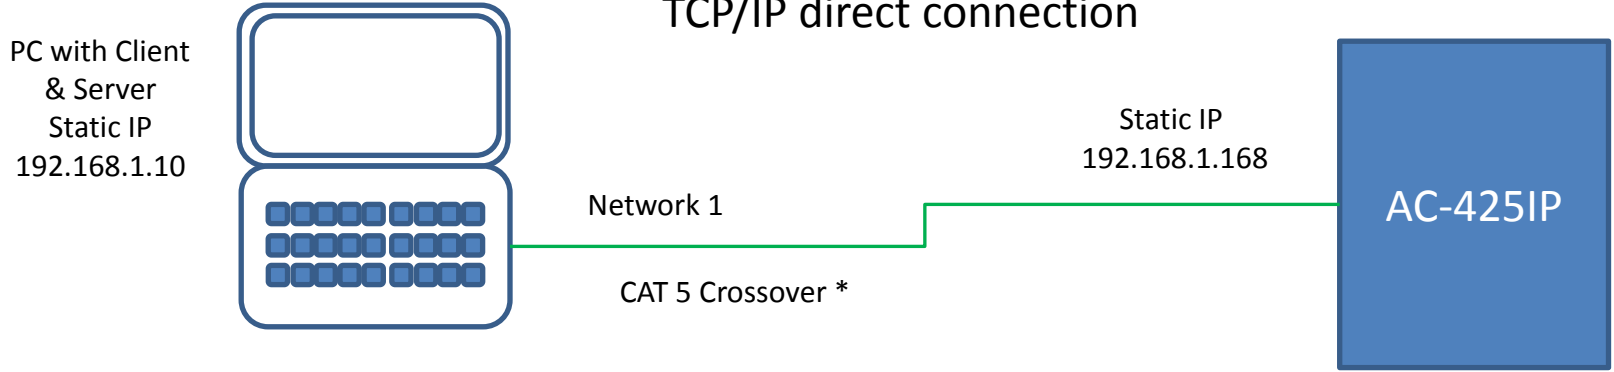 TCP/IP direct connection
PC with Client
& Server
Static IP
192.168.1.10
Static IP
192.168.1.168
Network 1
AC-425IP
CAT 5 Crossover *